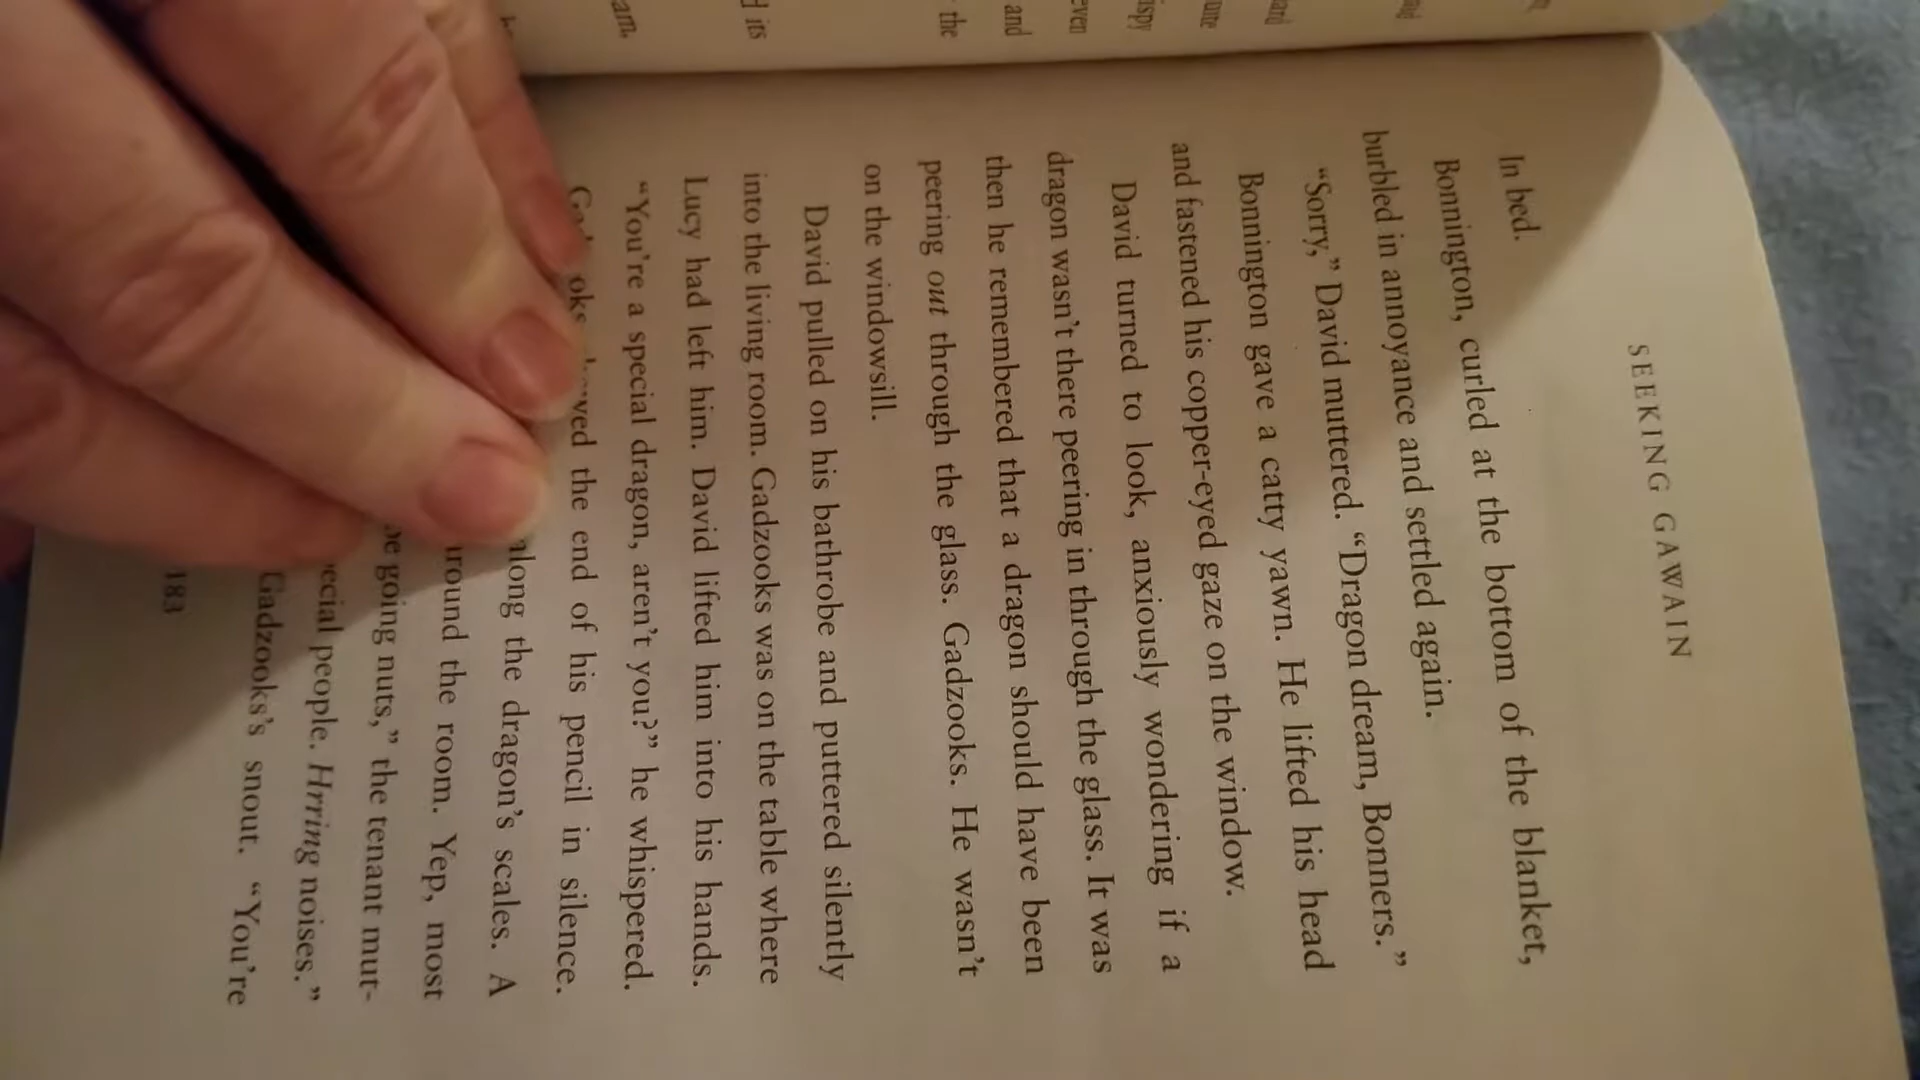 SEEKING GAWAIN
In bed.
Bonnington, curled at the bottom of the blanket,
burbled in annoyance and settled again.
“Sorry,” David muttered. “Dragon dream, Bonners.”
Bonnington gave a catty yawn. He lifted his head
and fastened his copper-eyed gaze on the window.
David turned to look, anxiously wondering if a
dragon wasn’t there peering in through the glass. It was
then he remembered that a dragon should have been
peering out through the glass. Gadzooks. He wasn’t
on the windowsill.
David pulled on his bathrobe and puttered silently
into the living room. Gadzooks was on the table where
Lucy had left him. David lifted him into his hands.
“You’re a special dragon, aren’t you?” he whispered.
the end of his pencil in silence.
along the dragon’s scales. A
the room. Yep, most
going nuts,” the tenant mut-
people. Hrring noises.”
Gadzooks’s snout. “You’re
183
the
and
even
its